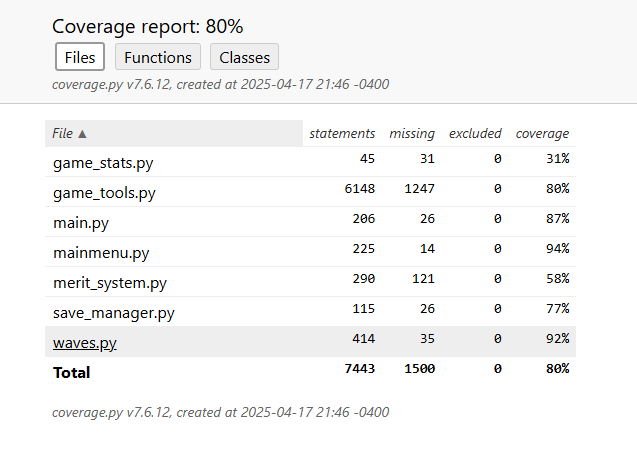 Coverage report: 80%
Files Functions Classes
coverage.py v7.6.12, created at 2025-04-17 21:46 -0400
File ▲ statements missing excluded coverage
game_stats.py 45 31 0 31%
game_tools.py 6148 1247 0 80%
main.py 206 26 0 87%
mainmenu.py 225 14 0 94%
merit_system.py 290 121 0 58%
save_manager.py 115 26 0 77%
waves.py 414 35 0 92%
Total 7443 1500 0 80%
coverage.py v7.6.12, created at 2025-04-17 21:46 -0400